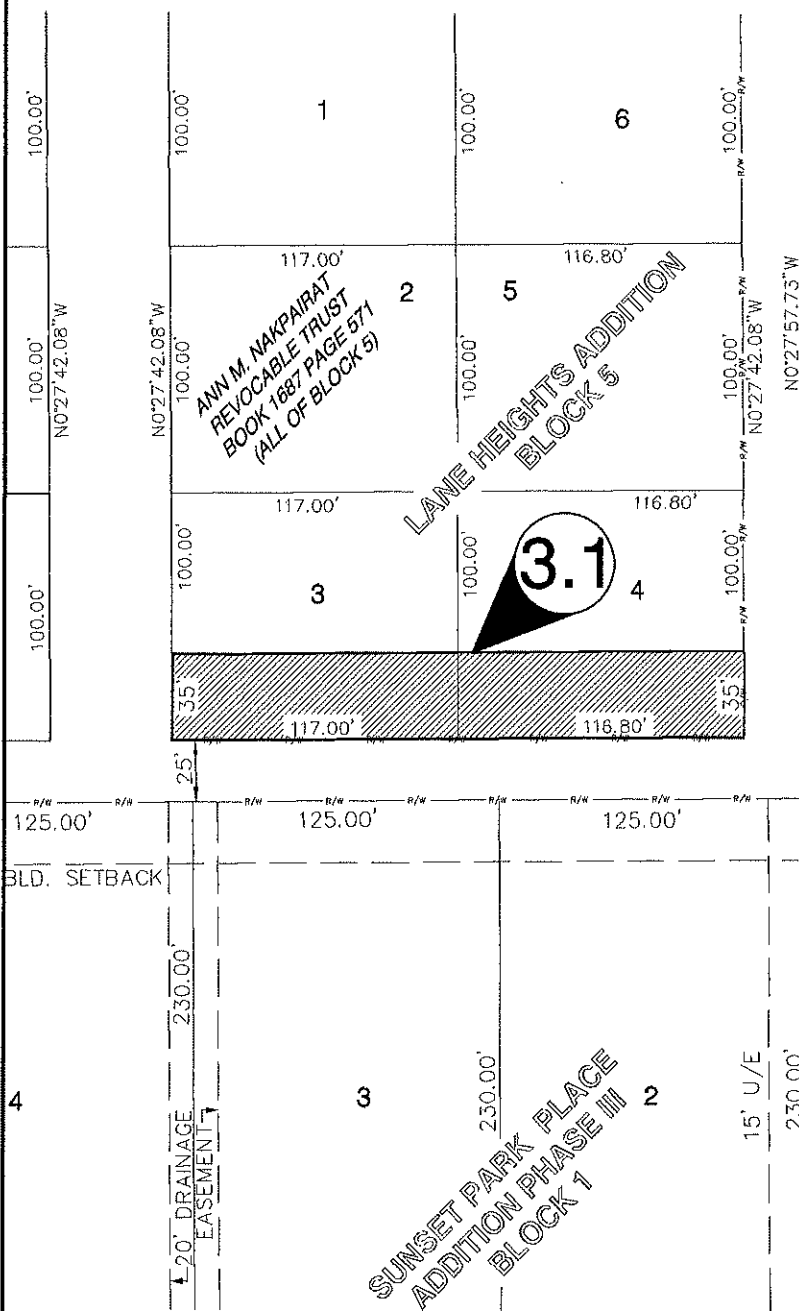 100.00'
100.00'
1
100.00'
6
100.00'
R/W
R/W
117.00'
116.80'
2
5
100.00'
N0°27'42.08"W
N0°27'42.08"W
100.00'
ANN M. NAKPAIRAT
REVOCABLE TRUST
BOOK 1687 PAGE 571
(ALL OF BLOCK 5)
100.00'
LANE HEIGHTS ADDITION
BLOCK 5
100.00'
R/W
N0°27'42.08"W
R/W
N0°27'57.73"W
117.00'
116.80'
100.00'
100.00'
3
100.00'
3.1
4
100.00'
R/W
R/W
35'
117.00'
116.80'
35'
25'
R/W R/W R/W R/W R/W R/W R/W R/W
125.00'
125.00'
125.00'
BLD. SETBACK
230.00'
4
20' DRAINAGE
EASEMENT
3
230.00'
2
15' U/E
230.00'
SUNSET PARK PLACE
ADDITION PHASE III
BLOCK 1